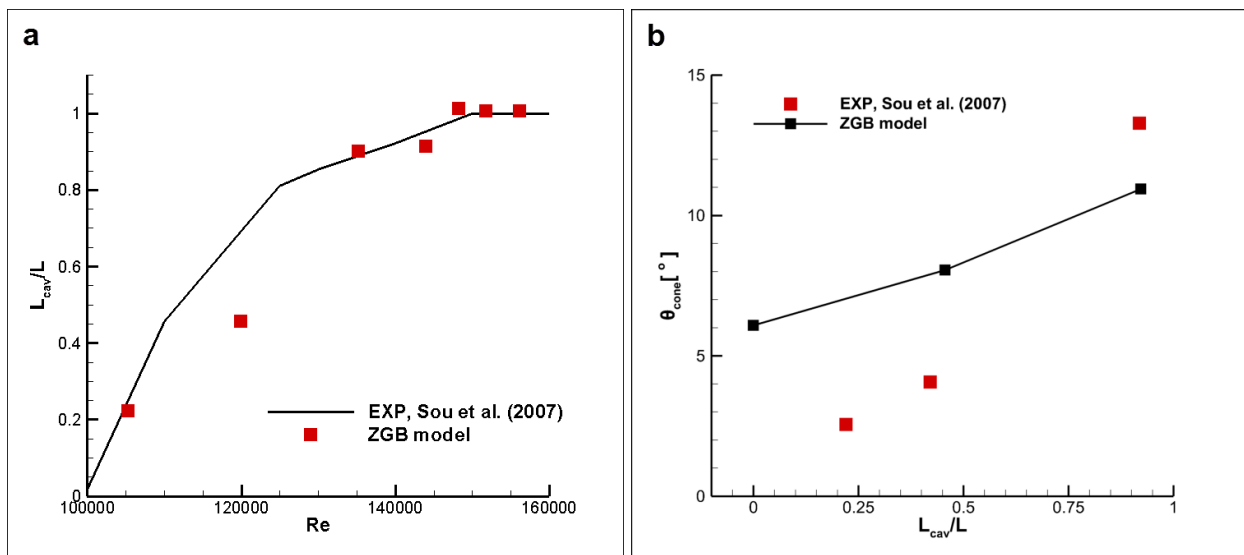 a
1
0.8
0.6
0.4
0.2
0
L_cav/L
100000 120000 140000 160000
Re
EXP, Sou et al. (2007)
ZGB model
b
15
10
5
0
θ_cone[°]
0 0.25 0.5 0.75 1
L_cav/L
EXP, Sou et al. (2007)
ZGB model